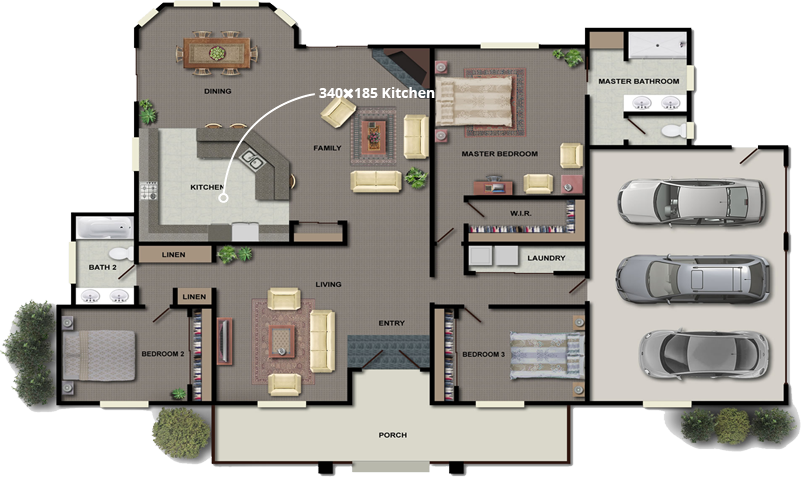 DINING
340×185 Kitchen
MASTER BATHROOM
FAMILY
MASTER BEDROOM
KITCHEN
W.I.R.
LINEN
LAUNDRY
BATH 2
LIVING
LINEN
ENTRY
BEDROOM 2
BEDROOM 3
PORCH